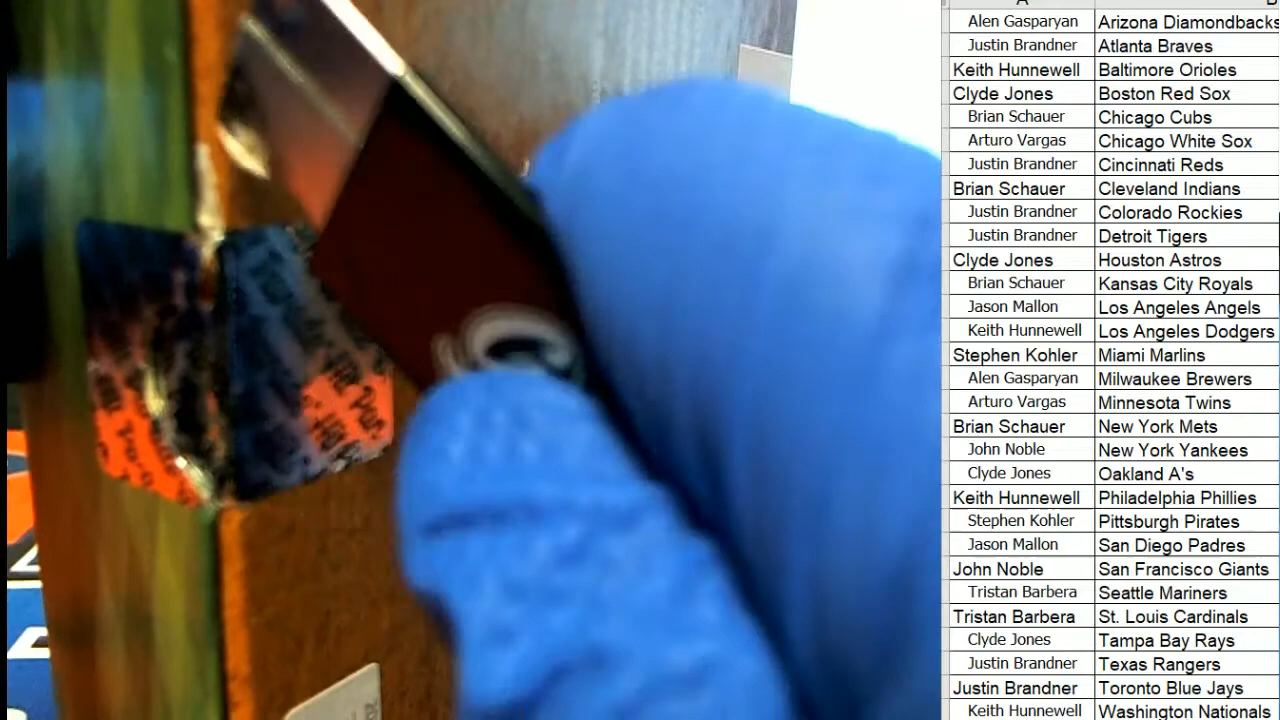 A B
Alen Gasparyan Arizona Diamondbacks
Justin Brandner Atlanta Braves
Keith Hunnewell Baltimore Orioles
Clyde Jones Boston Red Sox
Brian Schauer Chicago Cubs
Arturo Vargas Chicago White Sox
Justin Brandner Cincinnati Reds
Brian Schauer Cleveland Indians
Justin Brandner Colorado Rockies
Justin Brandner Detroit Tigers
Clyde Jones Houston Astros
Brian Schauer Kansas City Royals
Jason Mallon Los Angeles Angels
Keith Hunnewell Los Angeles Dodgers
Stephen Kohler Miami Marlins
Alen Gasparyan Milwaukee Brewers
Arturo Vargas Minnesota Twins
Brian Schauer New York Mets
John Noble New York Yankees
Clyde Jones Oakland A's
Keith Hunnewell Philadelphia Phillies
Stephen Kohler Pittsburgh Pirates
Jason Mallon San Diego Padres
John Noble San Francisco Giants
Tristan Barbera Seattle Mariners
Tristan Barbera St. Louis Cardinals
Clyde Jones Tampa Bay Rays
Justin Brandner Texas Rangers
Justin Brandner Toronto Blue Jays
Keith Hunnewell Washington Nationals